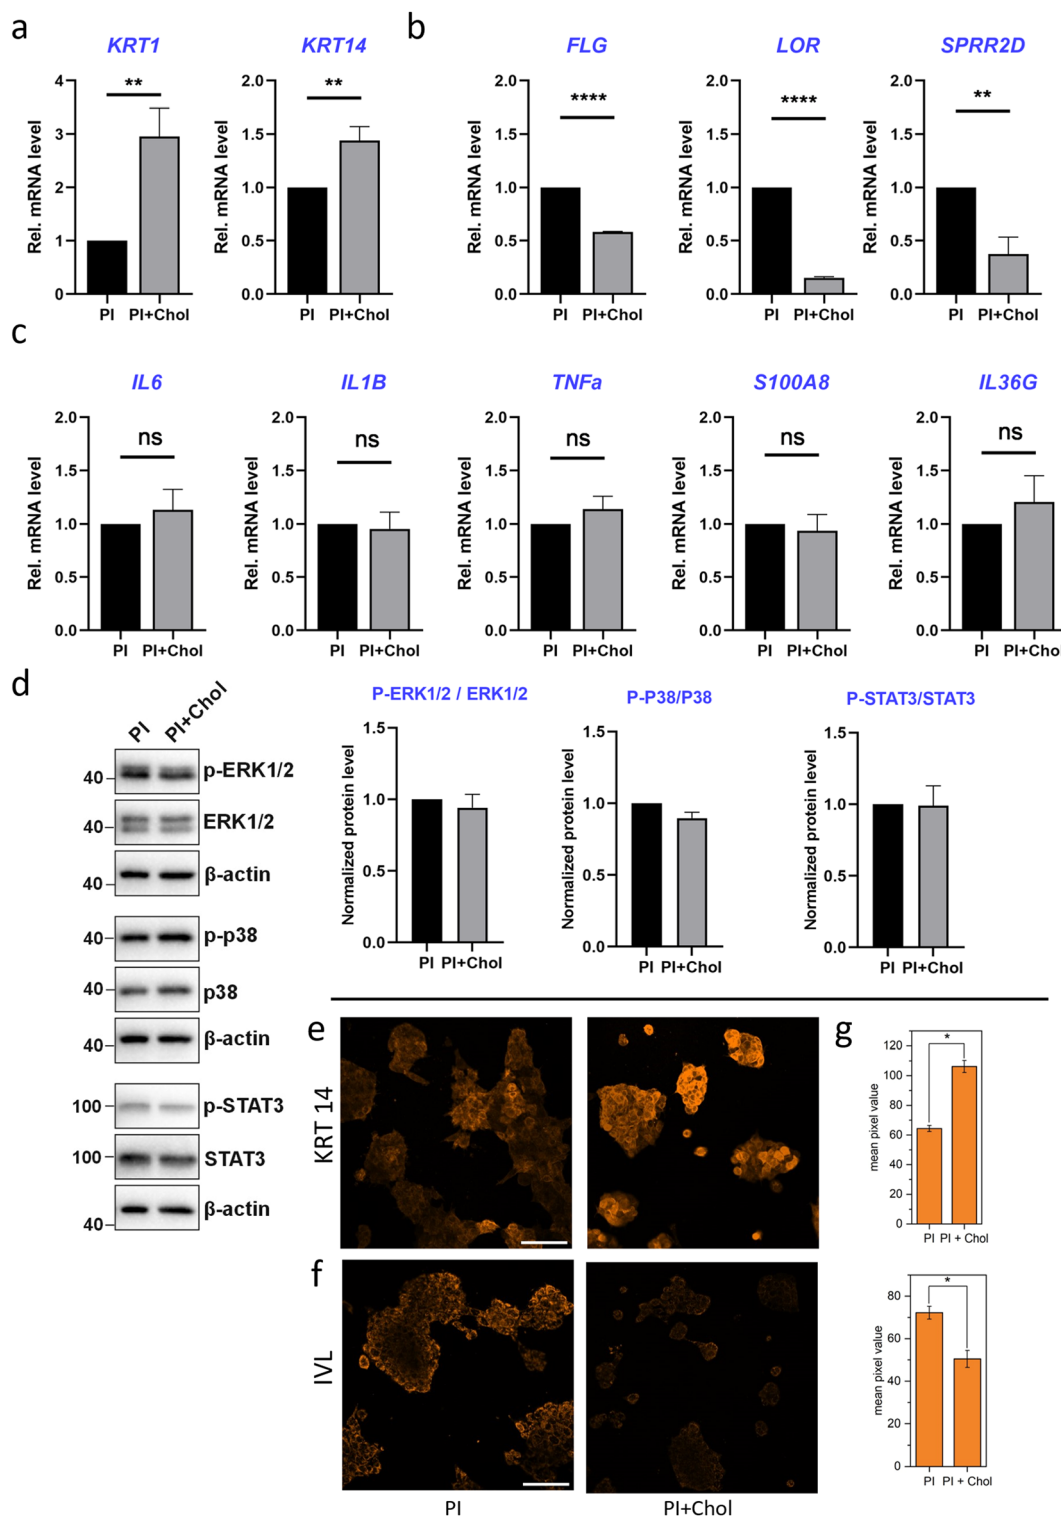 a
b
KRT1
KRT14
FLG
LOR
SPRR2D
**
**
****
****
**
Rel. mRNA level
4
3
2
1
0
PI PI+Chol
Rel. mRNA level
2.0
1.5
1.0
0.5
0.0
PI PI+Chol
Rel. mRNA level
2.0
1.5
1.0
0.5
0.0
PI PI+Chol
Rel. mRNA level
2.0
1.5
1.0
0.5
0.0
PI PI+Chol
Rel. mRNA level
2.0
1.5
1.0
0.5
0.0
PI PI+Chol
c
IL6
IL1B
TNFa
S100A8
IL36G
ns
ns
ns
ns
ns
Rel. mRNA level
2.0
1.5
1.0
0.5
0.0
PI PI+Chol
Rel. mRNA level
2.0
1.5
1.0
0.5
0.0
PI PI+Chol
Rel. mRNA level
2.0
1.5
1.0
0.5
0.0
PI PI+Chol
Rel. mRNA level
2.0
1.5
1.0
0.5
0.0
PI PI+Chol
Rel. mRNA level
2.0
1.5
1.0
0.5
0.0
PI PI+Cho
d
PI PI+Chol
40 p-ERK1/2
40 ERK1/2
40 β-actin
40 p-p38
40 p38
40 β-actin
100 p-STAT3
100 STAT3
40 β-actin
P-ERK1/2 / ERK1/2
Normalized protein level
1.5
1.0
0.5
0.0
PI PI+Chol
P-P38/P38
Normalized protein level
1.5
1.0
0.5
0.0
PI PI+Chol
P-STAT3/STAT3
Normalized protein level
1.5
1.0
0.5
0.0
PI PI+Chol
e
KRT 14
f
IVL
PI
PI+Chol
g
mean pixel value
120
100
80
60
40
20
0
*
PI PI + Chol
mean pixel value
80
60
40
20
0
*
PI PI + Chol